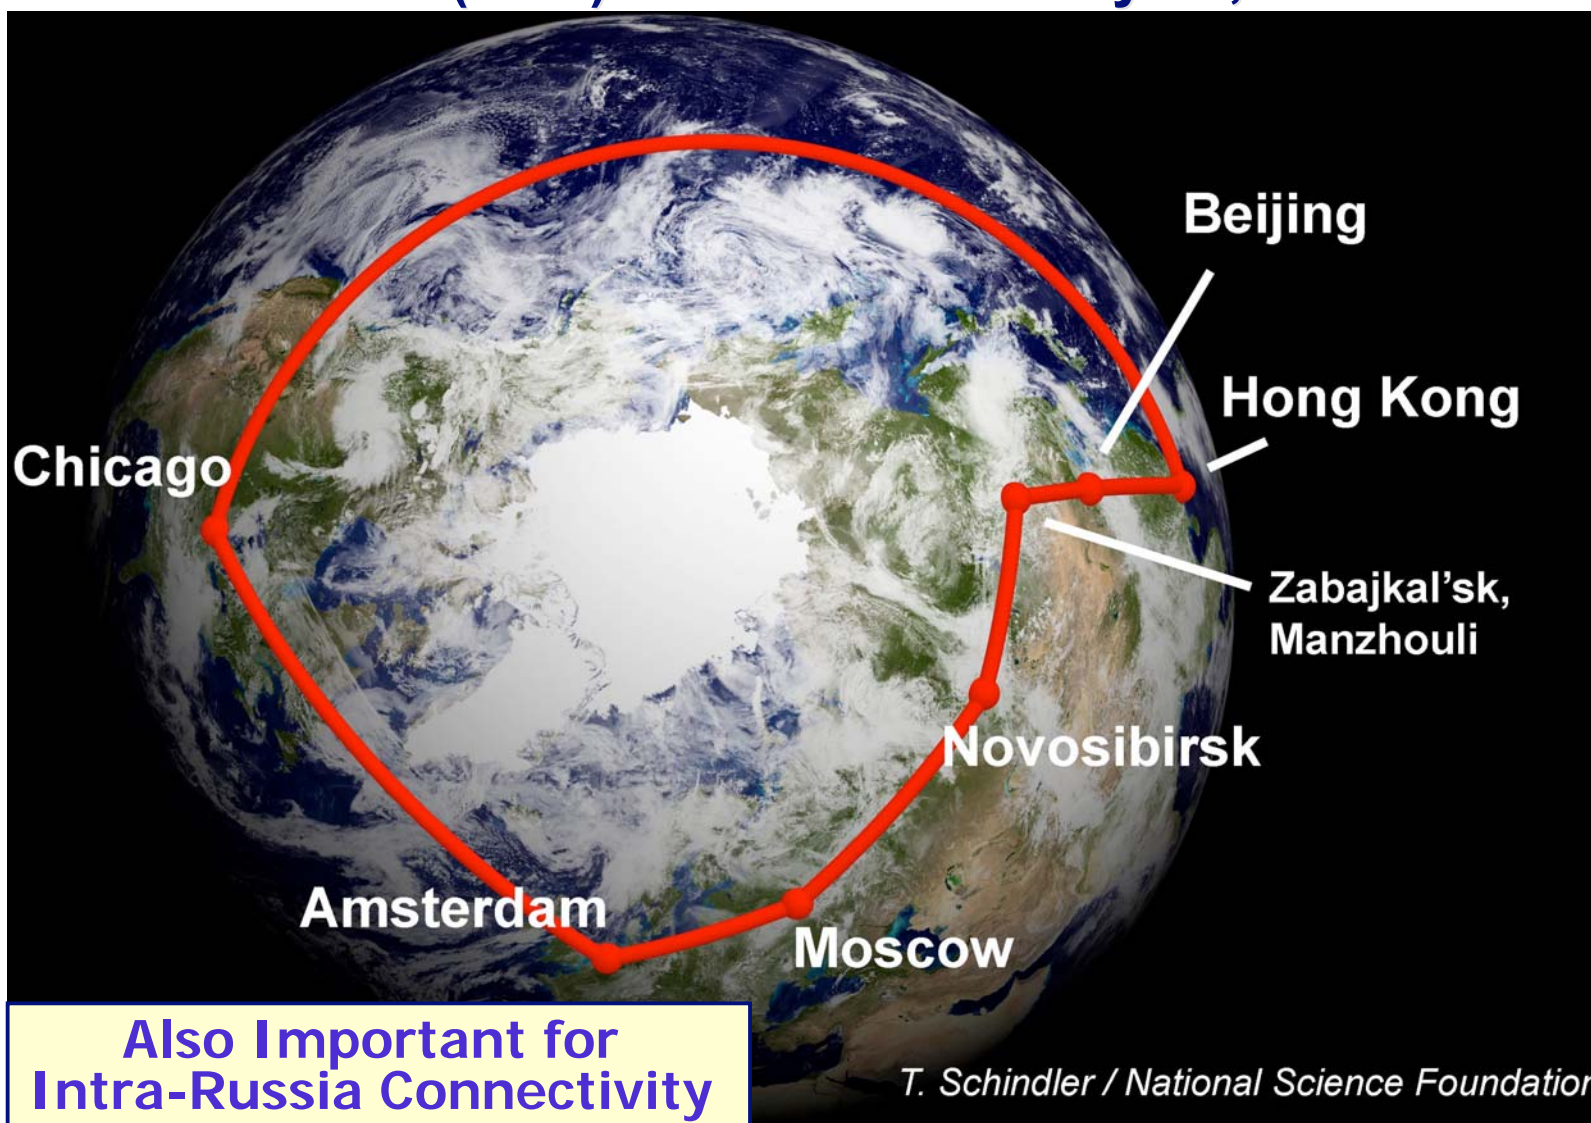 Beijing
Hong Kong
Chicago
Zabajkal'sk,
Manzhouli
Novosibirsk
Amsterdam
Moscow
Also Important for
Intra-Russia Connectivity
T. Schindler / National Science Foundation